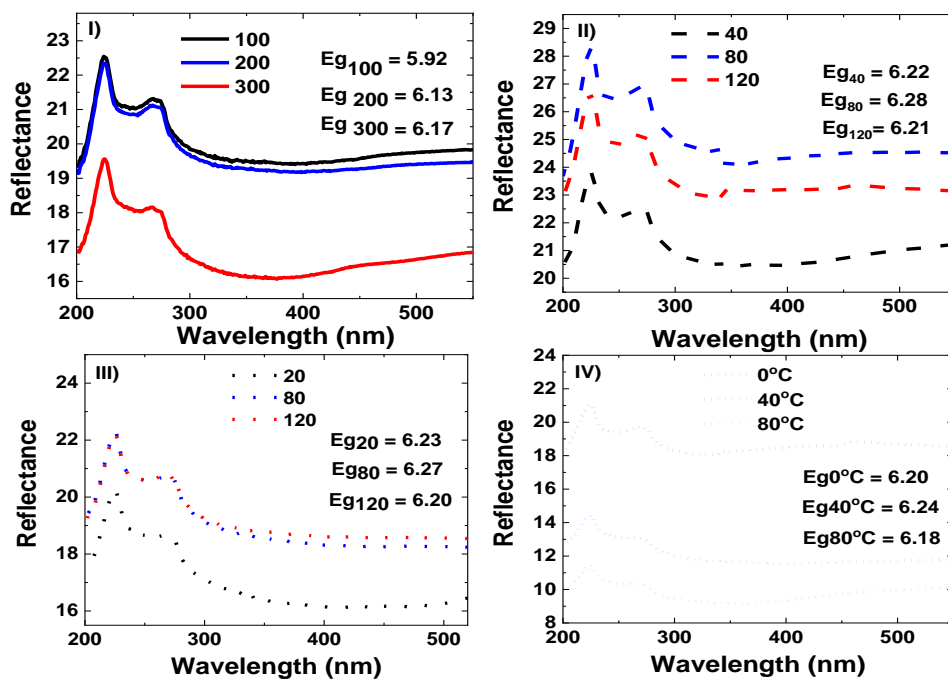 I)
100
200
300
Eg100 = 5.92
Eg 200 = 6.13
Eg 300 = 6.17
23
22
21
20
19
18
17
16
200
300
400
500
Reflectance
Wavelength (nm)
II)
40
80
120
Eg40 = 6.22
Eg80 = 6.28
Eg120= 6.21
29
28
27
26
25
24
23
22
21
20
200
300
400
500
Reflectance
Wavelength (nm)
III)
20
80
120
Eg20 = 6.23
Eg80 = 6.27
Eg120 = 6.20
24
22
20
18
16
200
300
400
500
Reflectance
Wavelength (nm)
IV)
0°C
40°C
80°C
Eg0°C = 6.20
Eg40°C = 6.24
Eg80°C = 6.18
24
22
20
18
16
14
12
10
8
200
300
400
500
Reflectance
Wavelength (nm)